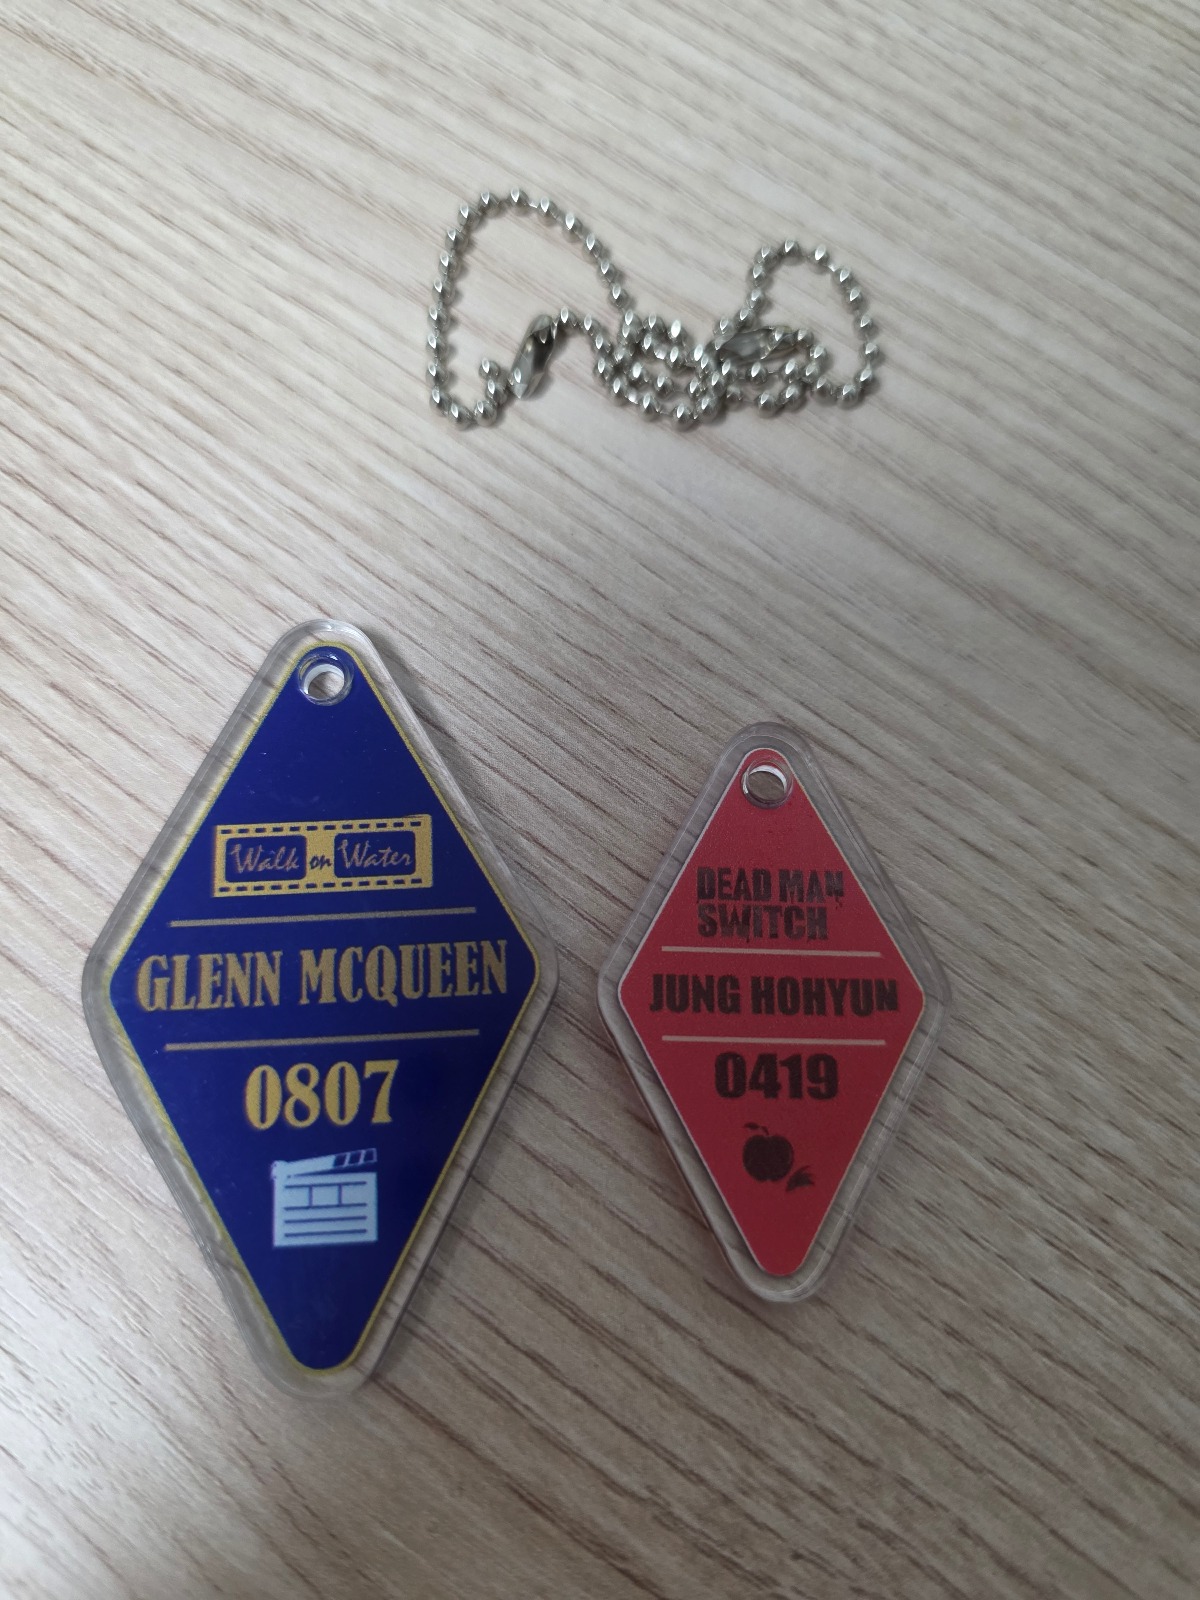 Walk on Water
GLENN MCQUEEN
0807
DEAD MAN
SWITCH
JUNG HOHYUN
0419